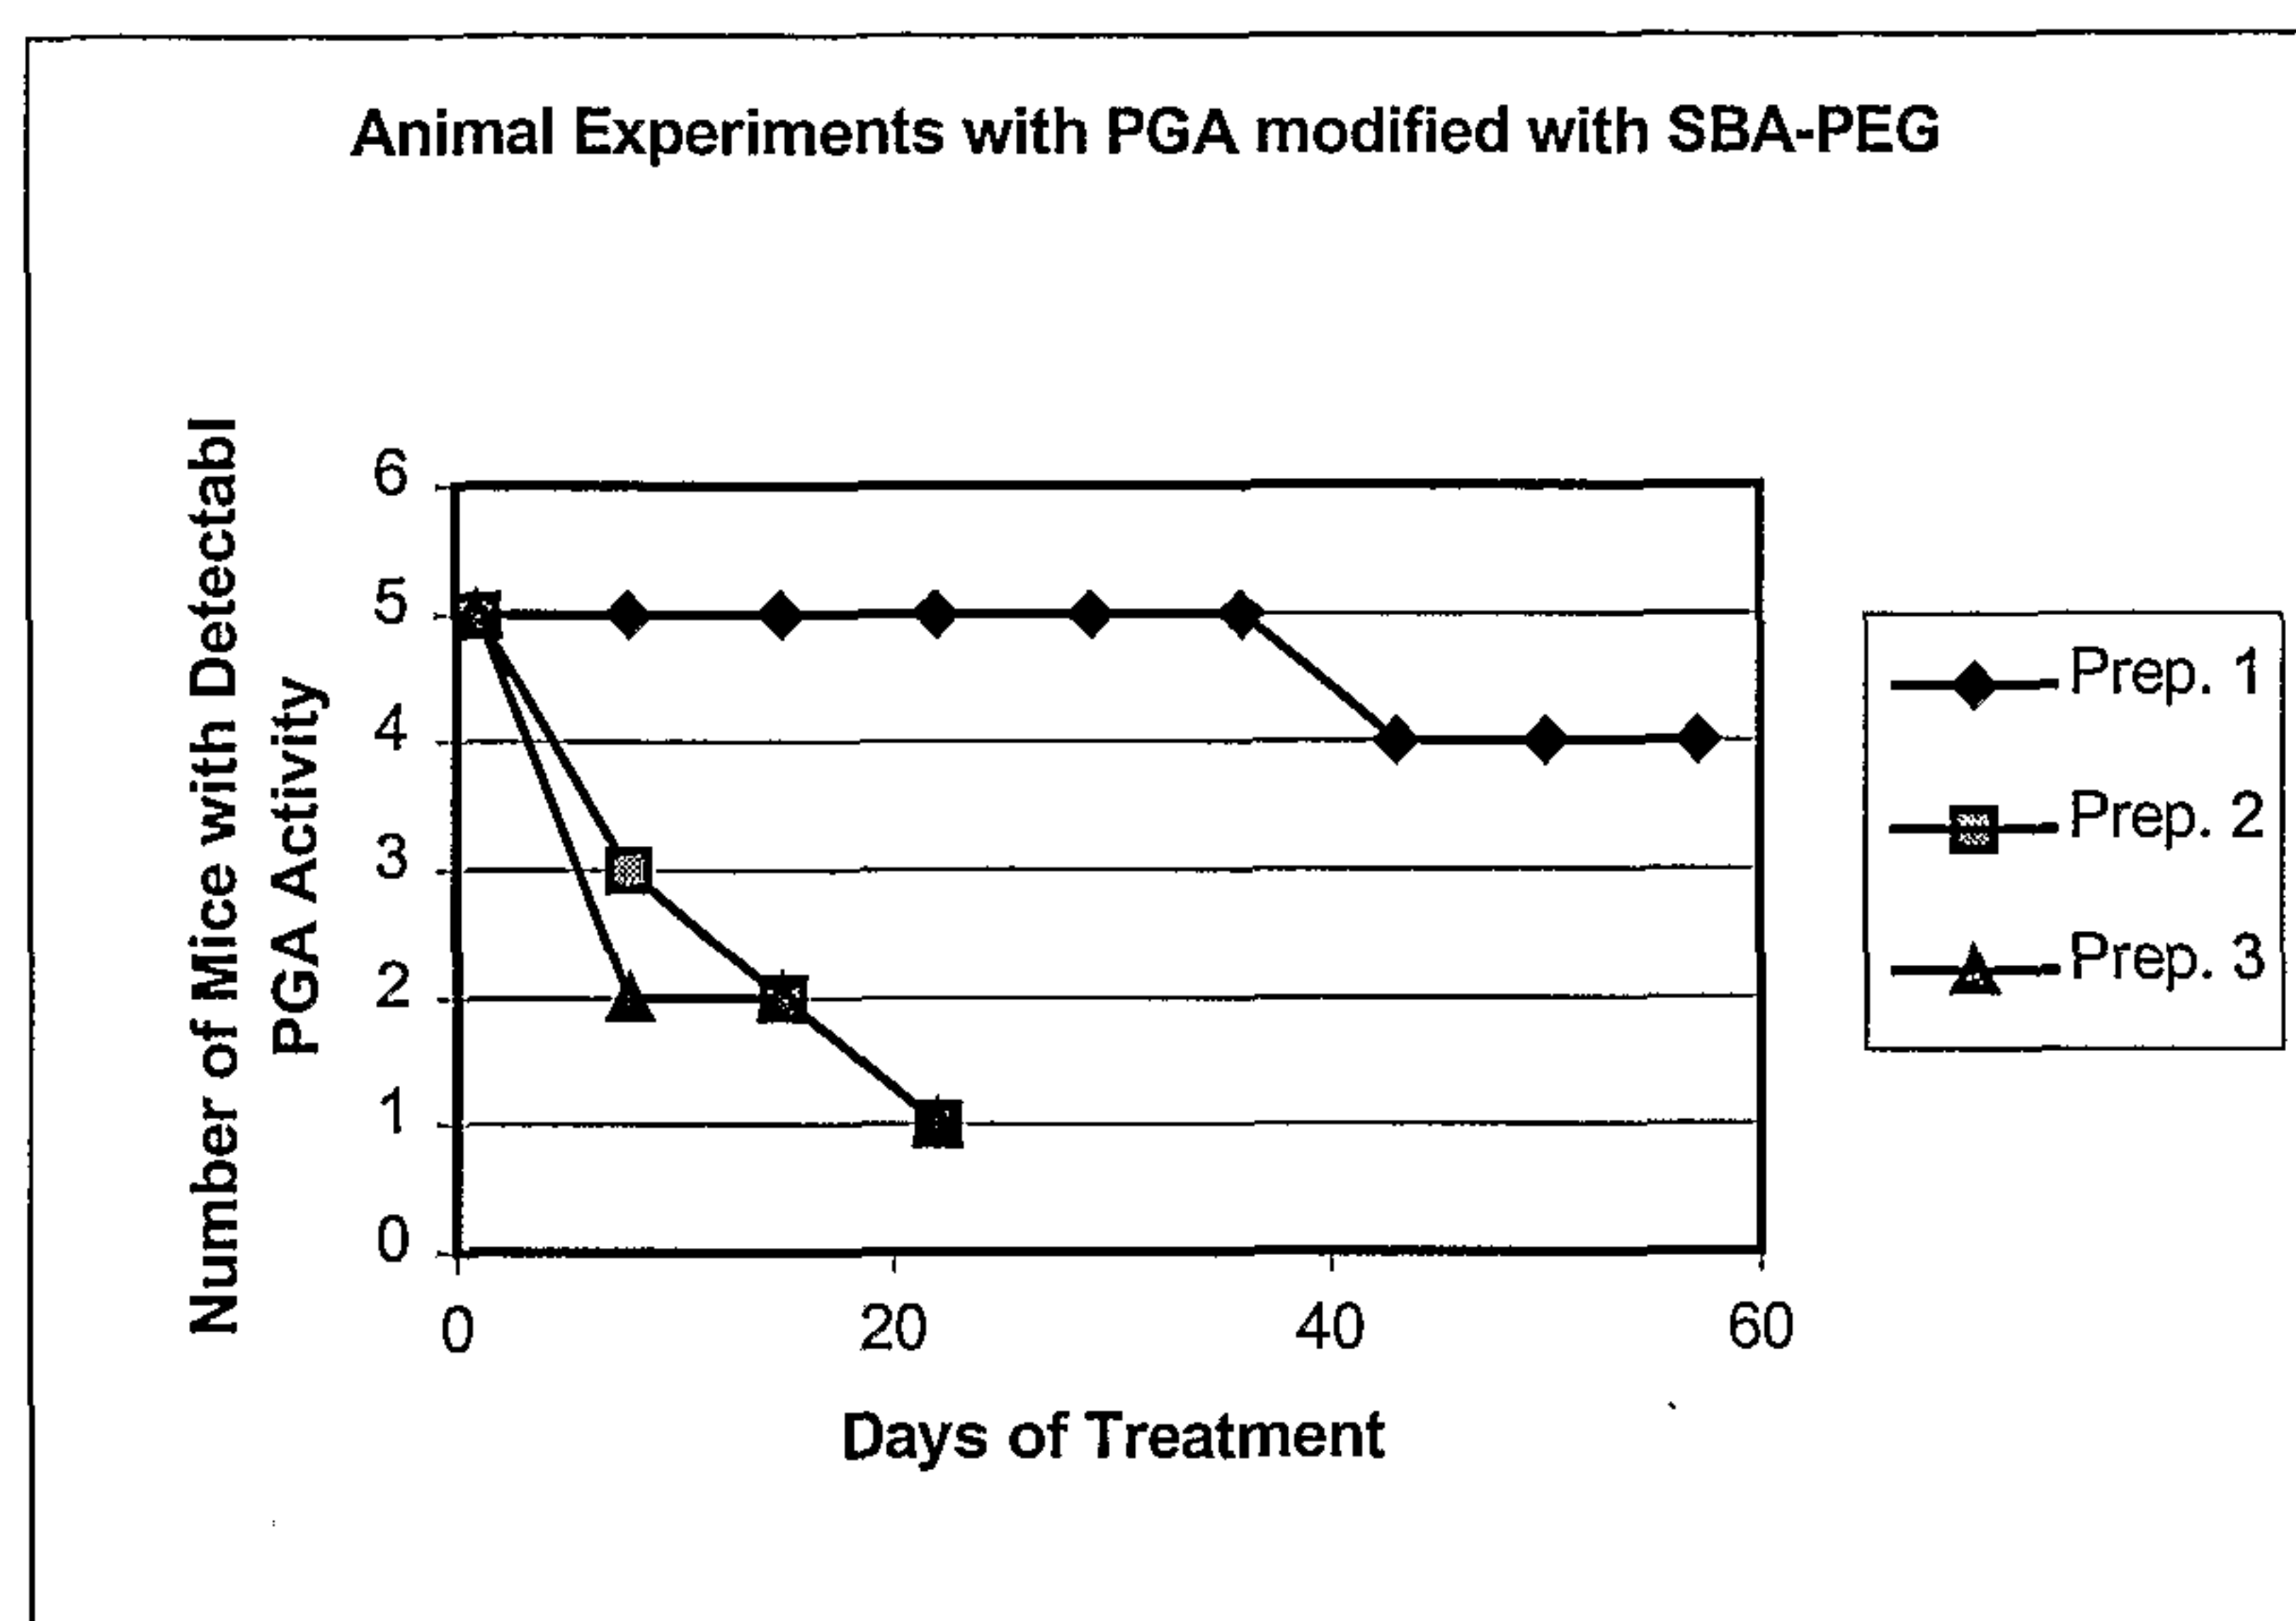 Animal Experiments with PGA modified with SBA-PEG
Number of Mice with Detectabl
PGA Activity
6
5
4
3
2
1
0
0 20 40 60
Days of Treatment
Prep. 1
Prep. 2
Prep. 3